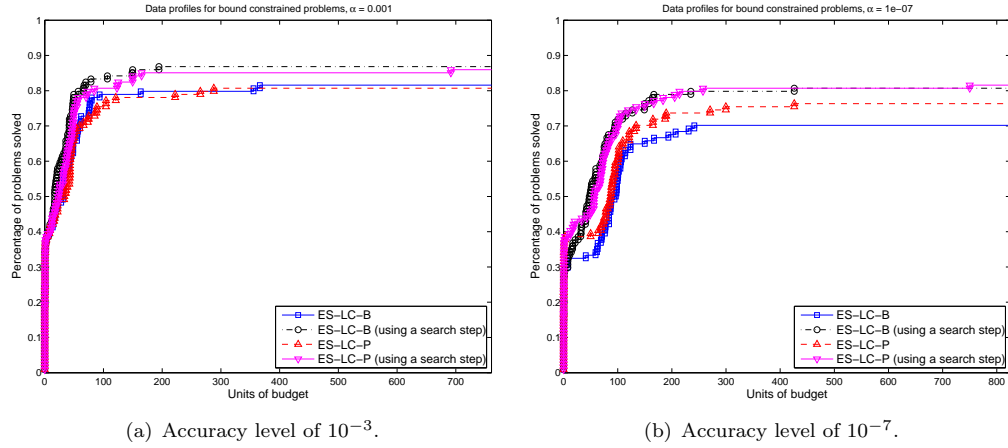 Data profiles for bound constrained problems, α = 0.001
1
0.9
0.8
0.7
0.6
0.5
0.4
0.3
0.2
0.1
0
Percentage of problems solved
0 100 200 300 400 500 600 700
Units of budget
ES−LC−B
ES−LC−B (using a search step)
ES−LC−P
ES−LC−P (using a search step)
(a) Accuracy level of 10−3.
Data profiles for bound constrained problems, α = 1e−07
1
0.9
0.8
0.7
0.6
0.5
0.4
0.3
0.2
0.1
0
Percentage of problems solved
0 100 200 300 400 500 600 700 800
Units of budget
ES−LC−B
ES−LC−B (using a search step)
ES−LC−P
ES−LC−P (using a search step)
(b) Accuracy level of 10−7.